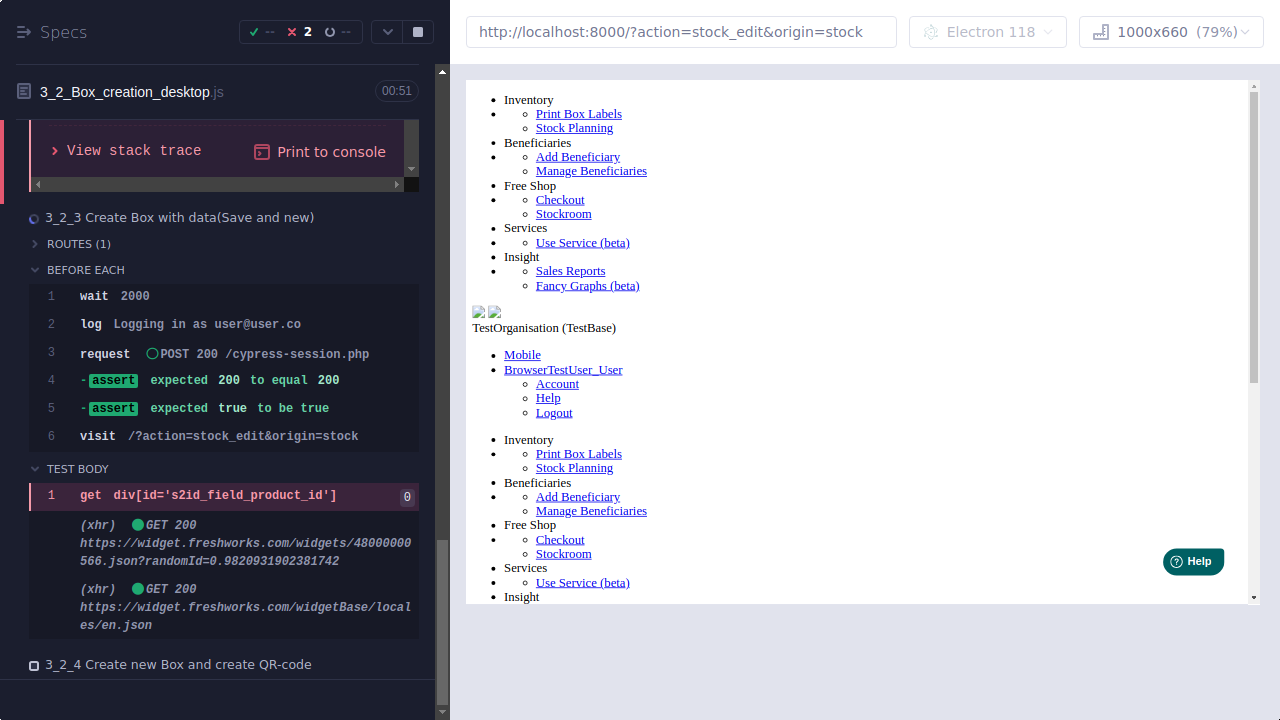 Specs
--
2
--
http://localhost:8000/?action=stock_edit&origin=stock
Electron 118
1000x660 (79%)
3_2_Box_creation_desktop.js
00:51
View stack trace
Print to console
3_2_3 Create Box with data(Save and new)
ROUTES (1)
BEFORE EACH
1 wait 2000
2 log Logging in as user@user.co
3 request POST 200 /cypress-session.php
4 -assert expected 200 to equal 200
5 -assert expected true to be true
6 visit /?action=stock_edit&origin=stock
TEST BODY
1 get div[id='s2id_field_product_id'] 0
(xhr) GET 200
https://widget.freshworks.com/widgets/48000000
566.json?randomId=0.9820931902381742
(xhr) GET 200
https://widget.freshworks.com/widgetBase/local
es/en.json
3_2_4 Create new Box and create QR-code
Inventory
Print Box Labels
Stock Planning
Beneficiaries
Add Beneficiary
Manage Beneficiaries
Free Shop
Checkout
Stockroom
Services
Use Service (beta)
Insight
Sales Reports
Fancy Graphs (beta)
TestOrganisation (TestBase)
Mobile
BrowserTestUser_User
Account
Help
Logout
Inventory
Print Box Labels
Stock Planning
Beneficiaries
Add Beneficiary
Manage Beneficiaries
Free Shop
Checkout
Stockroom
Services
Use Service (beta)
Insight
Help